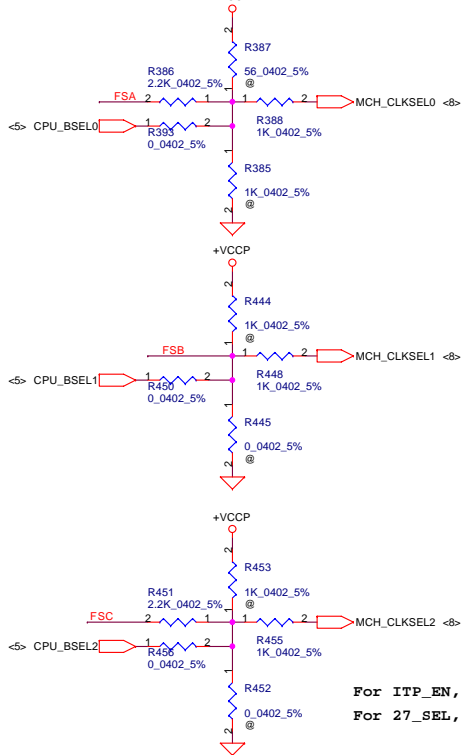 2
R387
56_0402_5%
1 @
R386
2.2K_0402_5%
FSA 2 1 1 2 MCH_CLKSEL0 <8>
<5> CPU_BSEL0 1 2 R388
R393 1K_0402_5%
0_0402_5%
1
R385
1K_0402_5%
2 @
+VCCP
2
R444
1K_0402_5%
1 @
FSB 1 2 MCH_CLKSEL1 <8>
<5> CPU_BSEL1 1 2 R448
R450 1K_0402_5%
0_0402_5%
1
R445
0_0402_5%
2 @
+VCCP
2
R453
1K_0402_5%
1 @
R451
2.2K_0402_5%
FSC 2 1 1 2 MCH_CLKSEL2 <8>
<5> CPU_BSEL2 1 2 R455
R456 1K_0402_5%
0_0402_5%
1
R452
0_0402_5%
2 @
For ITP_EN,
For 27_SEL,